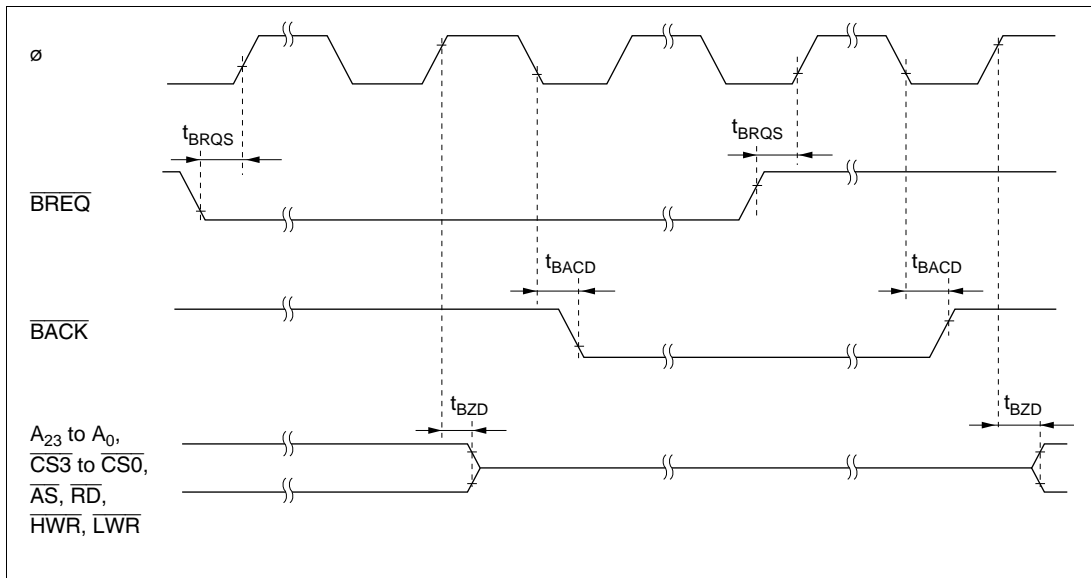 ø
tBRQS
tBRQS
BREQ
tBACD
tBACD
BACK
tBZD
tBZD
A23 to A0,
CS3 to CS0,
AS, RD,
HWR, LWR